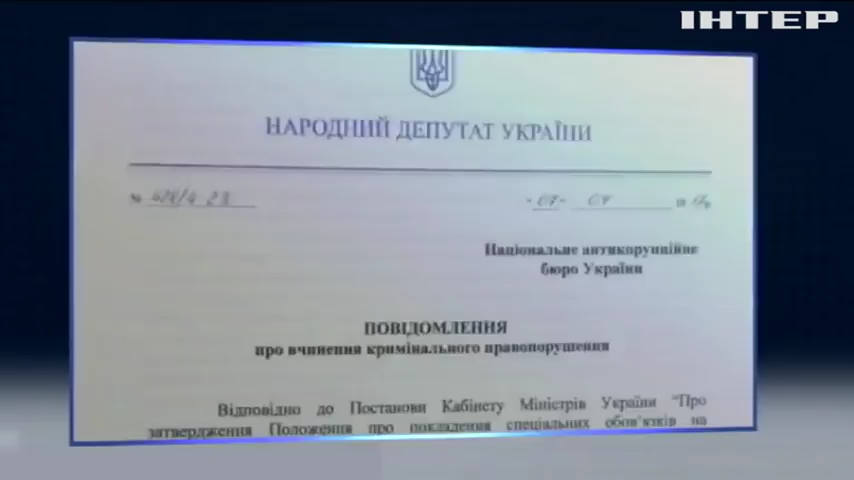 ІНТЕР
НАРОДНИЙ ДЕПУТАТ УКРАЇНИ
№
Національне антикорупційне
бюро України
ПОВІДОМЛЕННЯ
про вчинення кримінального правопорушення
Відповідно до Постанови Кабінету Міністрів України "Про
затвердження Положення про покладення спеціальних обов'язків на